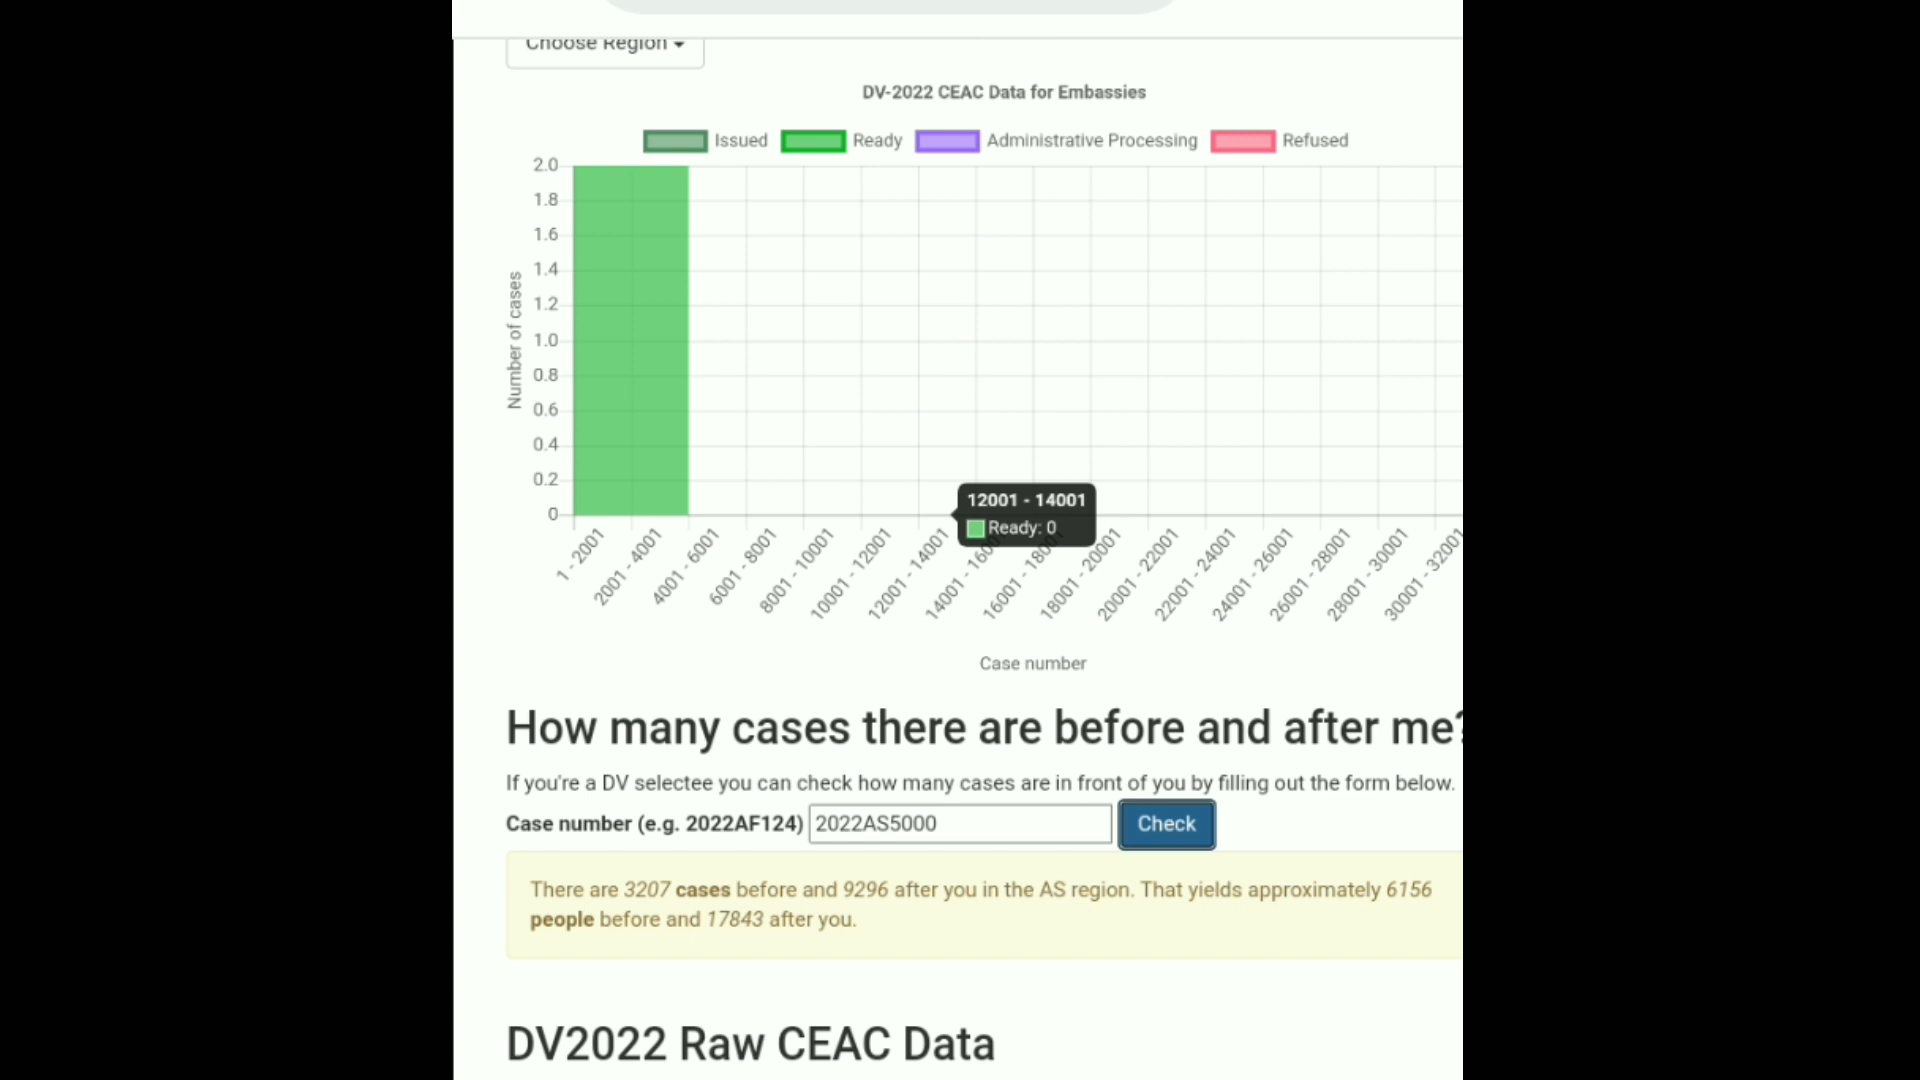 Choose Region
DV-2022 CEAC Data for Embassies
Issued Ready Administrative Processing Refused
2.0
1.8
1.6
1.4
1.2
1.0
0.8
0.6
0.4
0.2
0
Number of cases
12001 - 14001
Ready: 0
1 - 2001
2001 - 4001
4001 - 6001
6001 - 8001
8001 - 10001
10001 - 12001
12001 - 14001
14001 - 16001
16001 - 18001
18001 - 20001
20001 - 22001
22001 - 24001
24001 - 26001
26001 - 28001
28001 - 30001
30001 - 32001
Case number
How many cases there are before and after me?
If you're a DV selectee you can check how many cases are in front of you by filling out the form below.
Case number (e.g. 2022AF124) 2022AS5000 Check
There are 3207 cases before and 9296 after you in the AS region. That yields approximately 6156
people before and 17843 after you.
DV2022 Raw CEAC Data